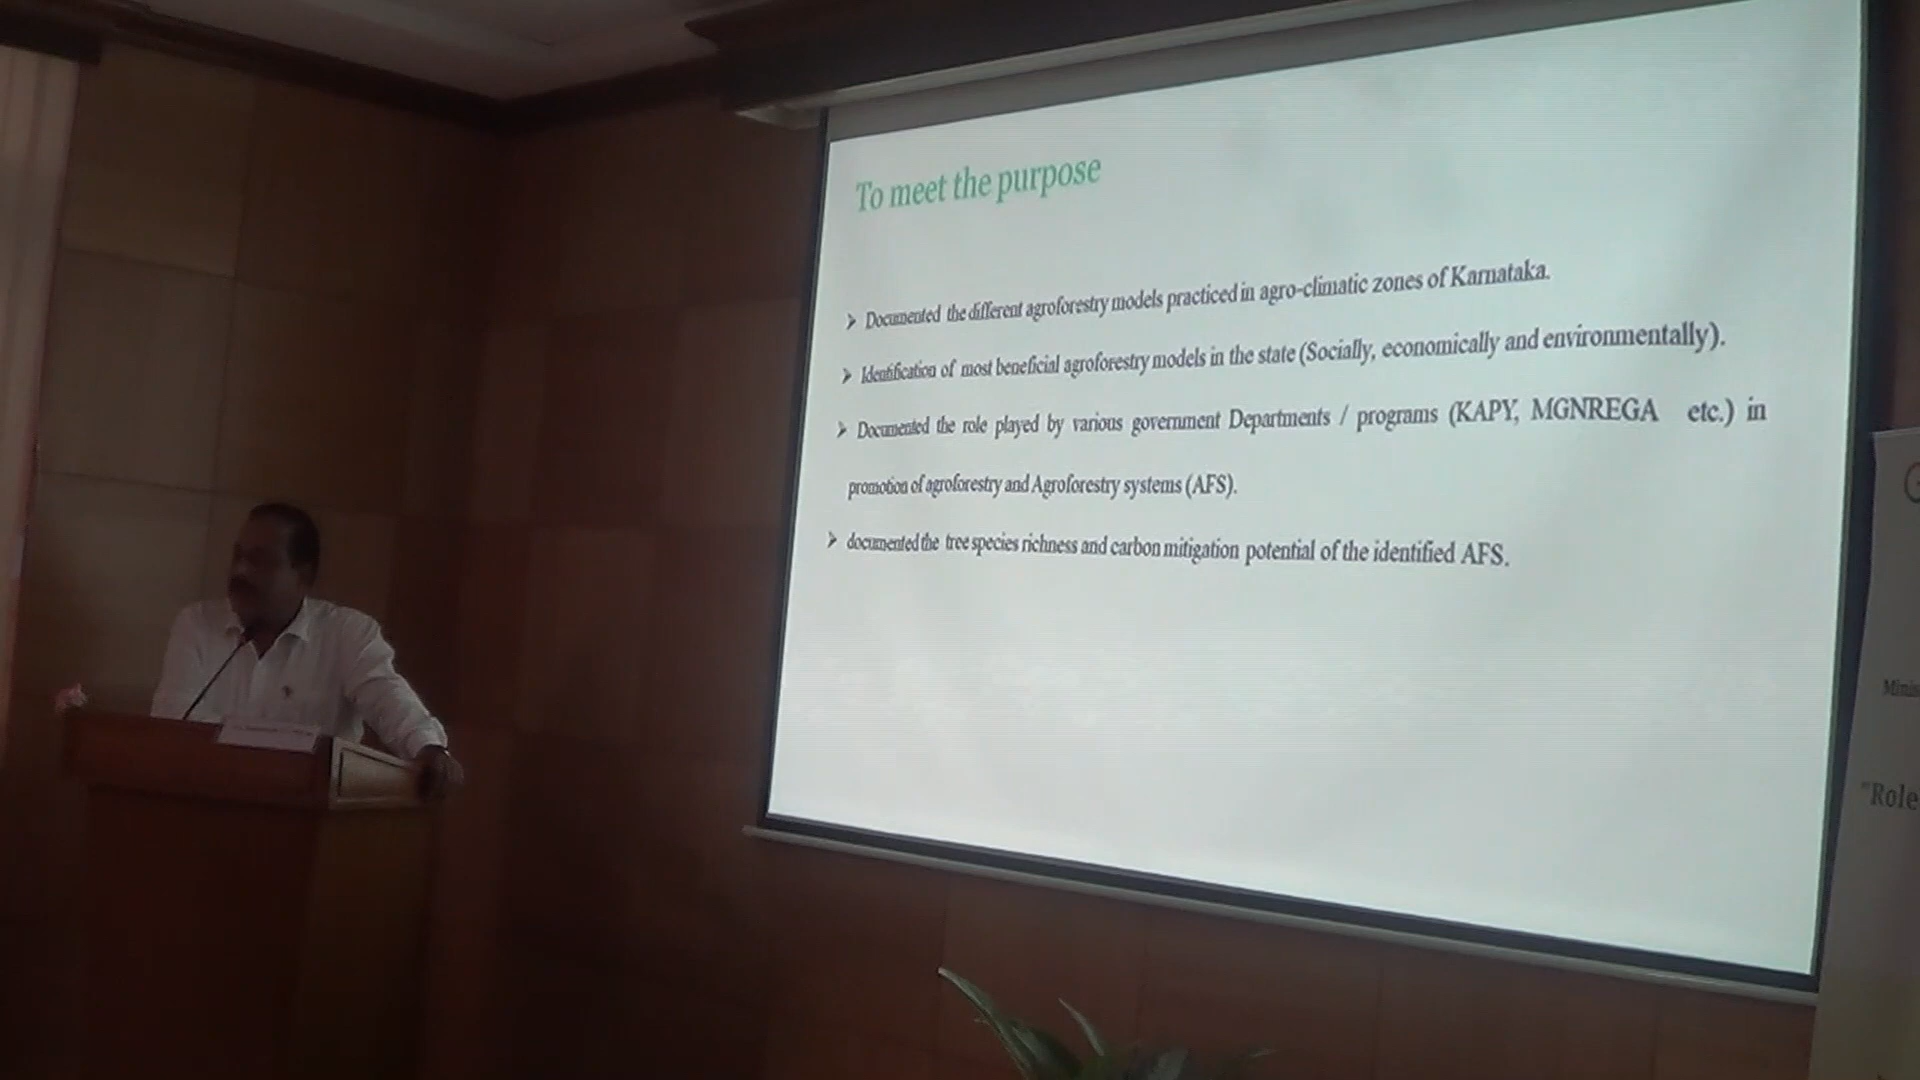 To meet the purpose
➢ Documented the different agroforestry models practiced in agro-climatic zones of Karnataka.
➢ Identification of most beneficial agroforestry models in the state (Socially, economically and environmentally).
➢ Documented the role played by various government Departments / programs (KAPY, MGNREGA etc.) in
promotion of agroforestry and Agroforestry systems (AFS).
➢ documented the tree species richness and carbon mitigation potential of the identified AFS.
"Role